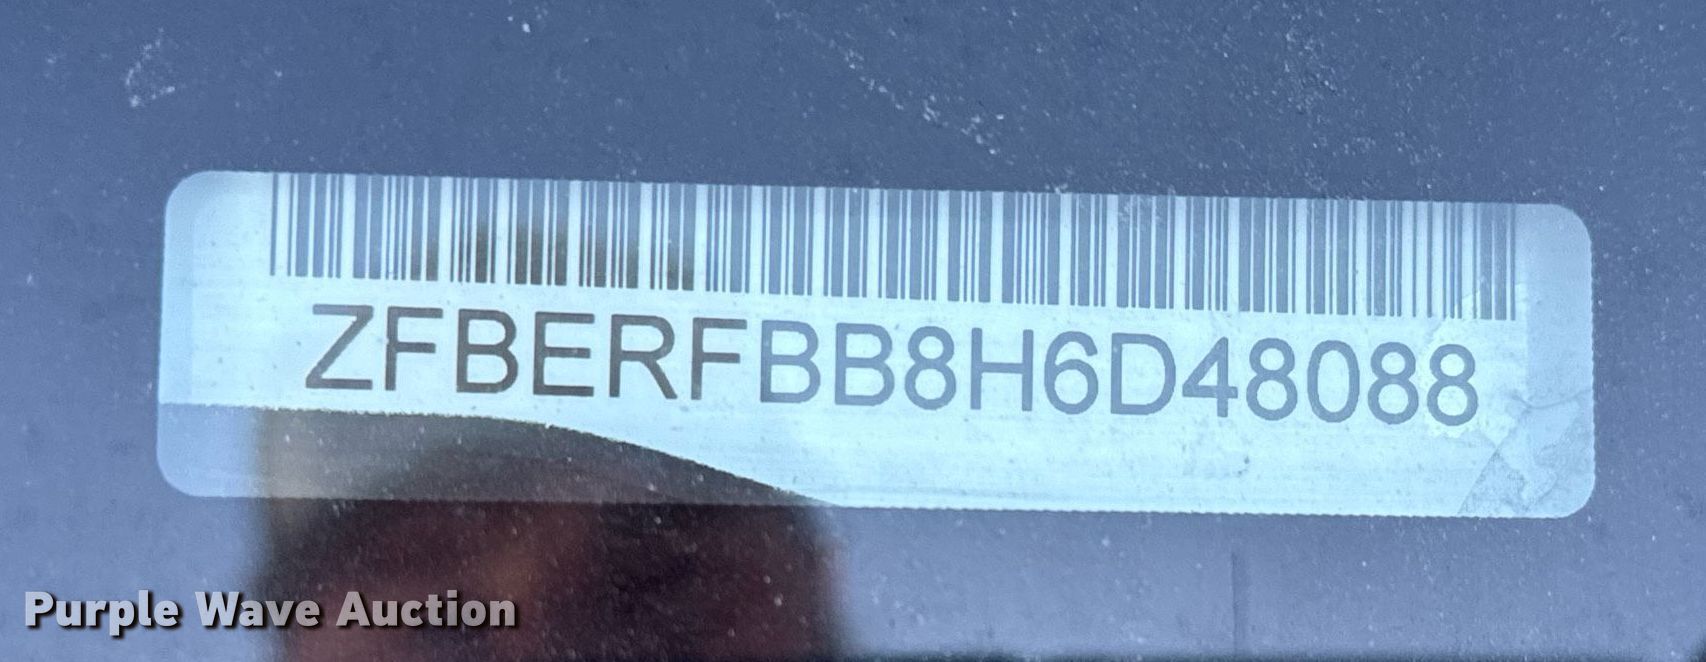 ZFBERFBB8H6D48088
Purple Wave Auction